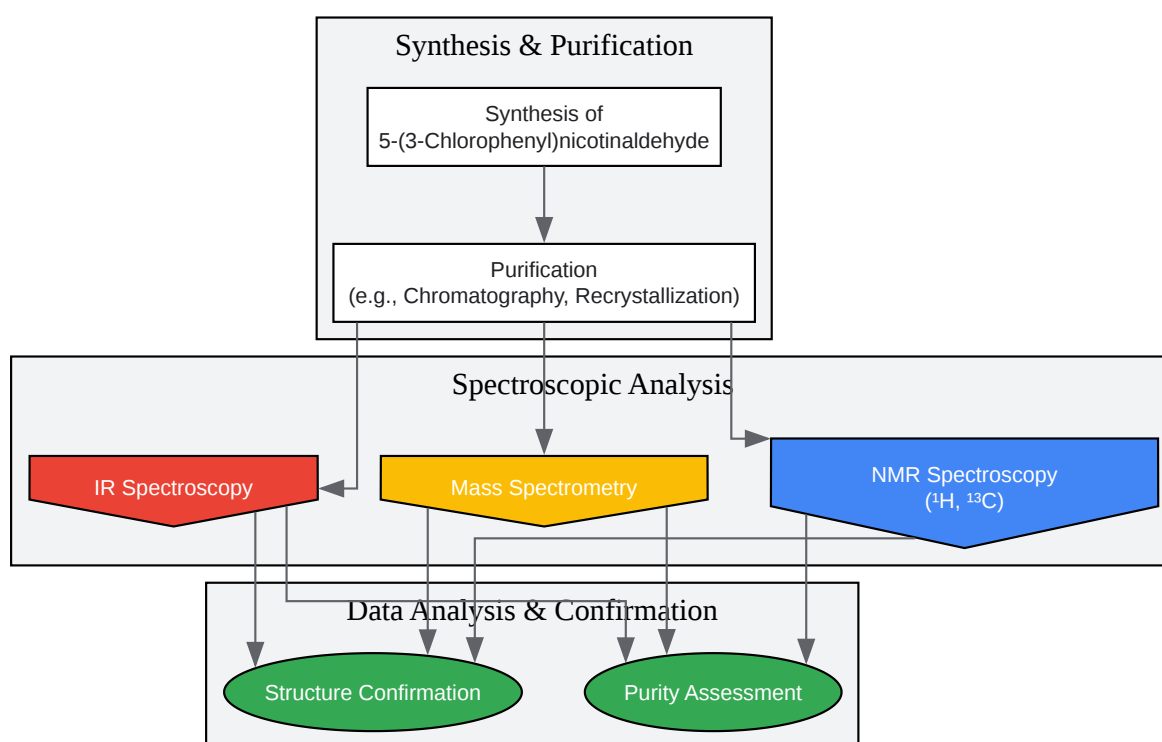 Synthesis & Purification
Synthesis of
5-(3-Chlorophenyl)nicotinaldehyde
Purification
(e.g., Chromatography, Recrystallization)
Spectroscopic Analysis
IR Spectroscopy
Mass Spectrometry
NMR Spectroscopy
(¹H, ¹³C)
Data Analysis & Confirmation
Structure Confirmation
Purity Assessment